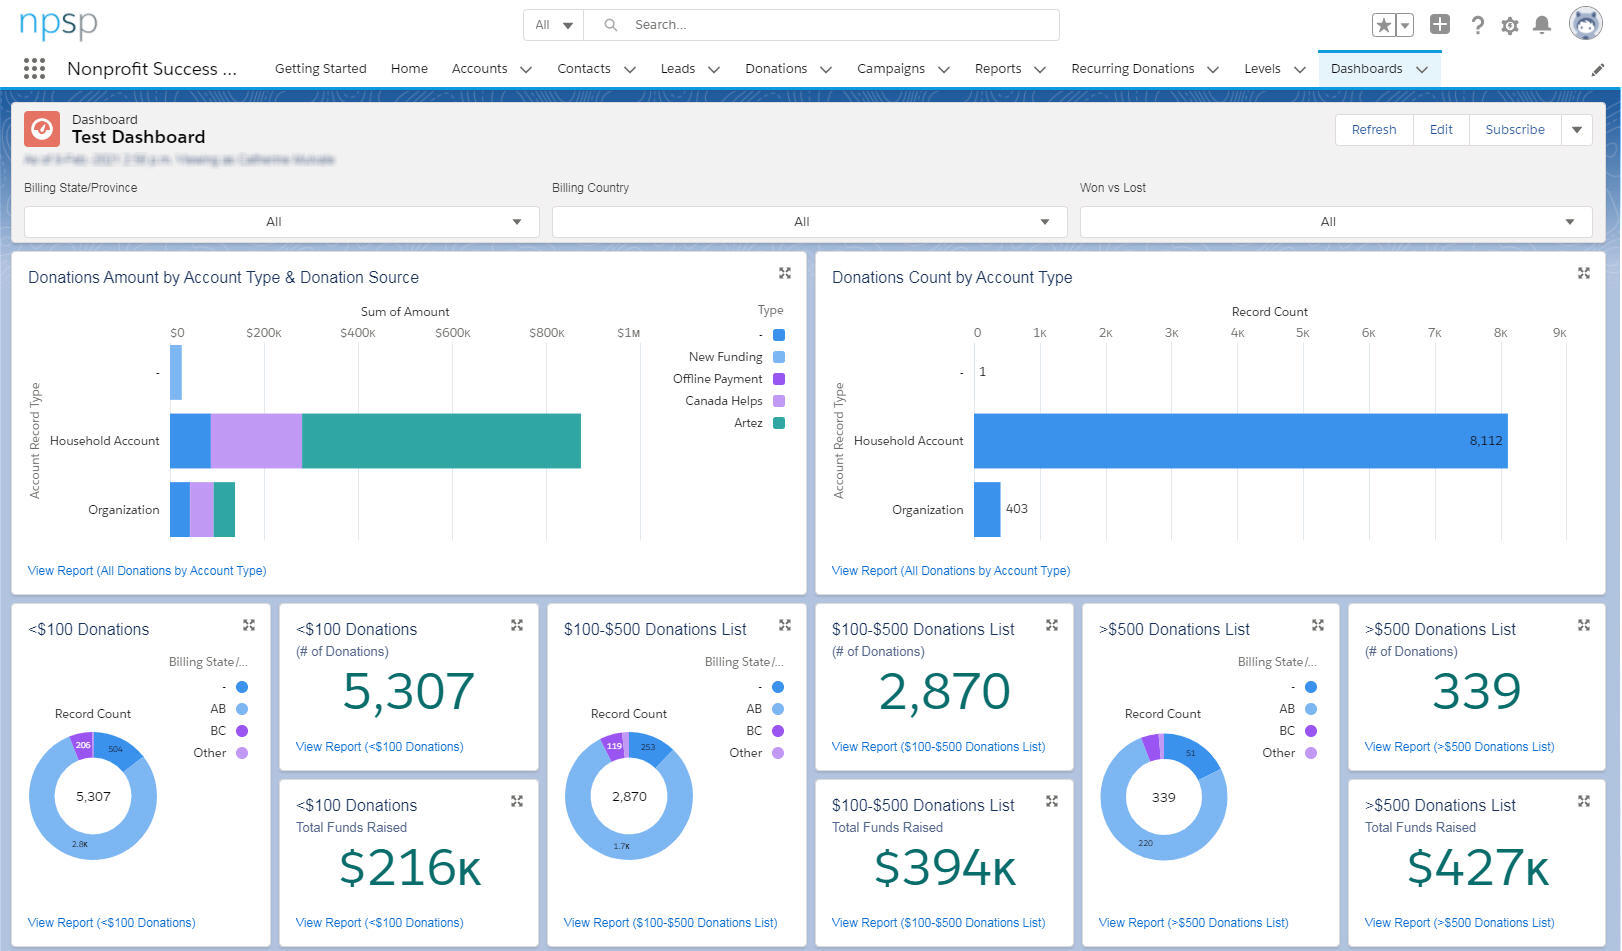 npsp
All
Search...
Nonprofit Success ...
Getting Started
Home
Accounts
Contacts
Leads
Donations
Campaigns
Reports
Recurring Donations
Levels
Dashboards
Dashboard
Test Dashboard
Refresh
Edit
Subscribe
Billing State/Province
Billing Country
Won vs Lost
All
All
All
Donations Amount by Account Type & Donation Source
Sum of Amount
$0
$200K
$400K
$600K
$800K
$1M
Account Record Type
-
Household Account
Organization
Type
-
New Funding
Offline Payment
Canada Helps
Artez
View Report (All Donations by Account Type)
Donations Count by Account Type
Record Count
0
1K
2K
3K
4K
5K
6K
7K
8K
9K
Account Record Type
-
1
Household Account
8,112
Organization
403
View Report (All Donations by Account Type)
<$100 Donations
Billing State/...
-
AB
BC
Other
Record Count
206
504
5,307
2.8K
View Report (<$100 Donations)
<$100 Donations
(# of Donations)
5,307
View Report (<$100 Donations)
<$100 Donations
Total Funds Raised
$216K
View Report (<$100 Donations)
$100-$500 Donations List
Billing State/...
-
AB
BC
Other
Record Count
119
253
2,870
1.7K
View Report ($100-$500 Donations List)
$100-$500 Donations List
(# of Donations)
2,870
View Report ($100-$500 Donations List)
$100-$500 Donations List
Total Funds Raised
$394K
View Report ($100-$500 Donations List)
>$500 Donations List
Billing State/...
-
AB
BC
Other
Record Count
51
339
220
View Report (>$500 Donations List)
>$500 Donations List
(# of Donations)
339
View Report (>$500 Donations List)
>$500 Donations List
Total Funds Raised
$427K
View Report (>$500 Donations List)